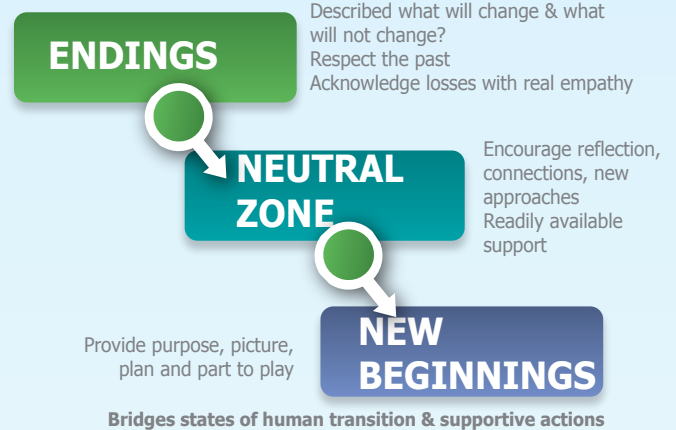 Described what will change & what
will not change?
Respect the past
Acknowledge losses with real empathy
ENDINGS
NEUTRAL
ZONE
Encourage reflection,
connections, new
approaches
Readily available
support
NEW
BEGINNINGS
Provide purpose, picture,
plan and part to play
Bridges states of human transition & supportive actions